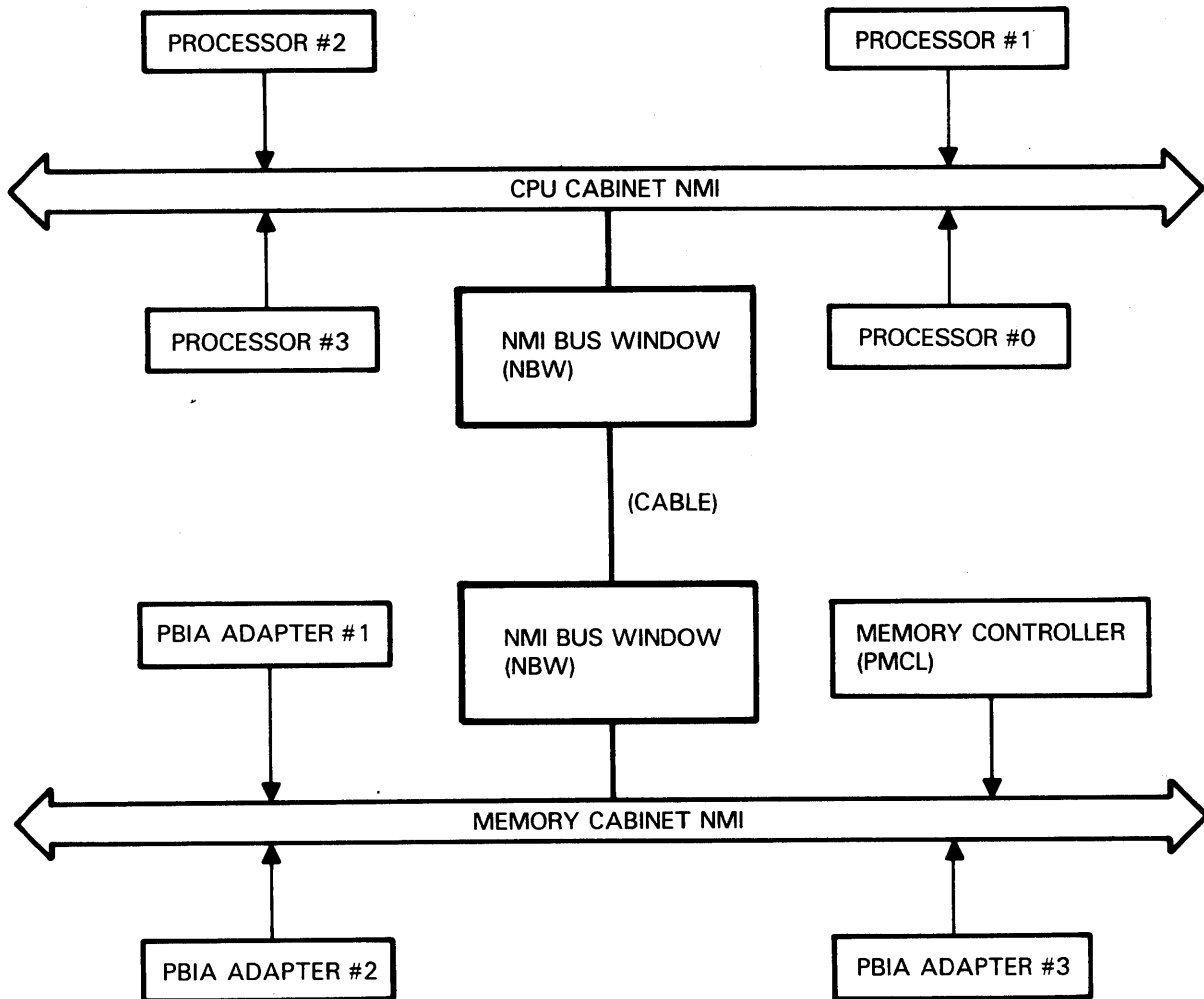 PROCESSOR #2
PROCESSOR #1
CPU CABINET NMI
PROCESSOR #3
NMI BUS WINDOW
(NBW)
PROCESSOR #0
(CABLE)
PBIA ADAPTER #1
NMI BUS WINDOW
(NBW)
MEMORY CONTROLLER
(PMCL)
MEMORY CABINET NMI
PBIA ADAPTER #2
PBIA ADAPTER #3